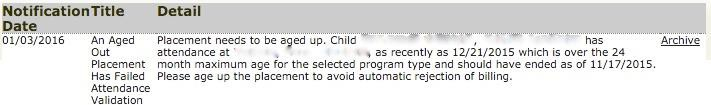 Notification Title Detail
Date
01/03/2016 An Aged Placement needs to be aged up. Child , has Archive
Out attendance at , as recently as 12/21/2015 which is over the 24
Placement month maximum age for the selected program type and should have ended as of 11/17/2015.
Has Failed Please age up the placement to avoid automatic rejection of billing.
Attendance
Validation